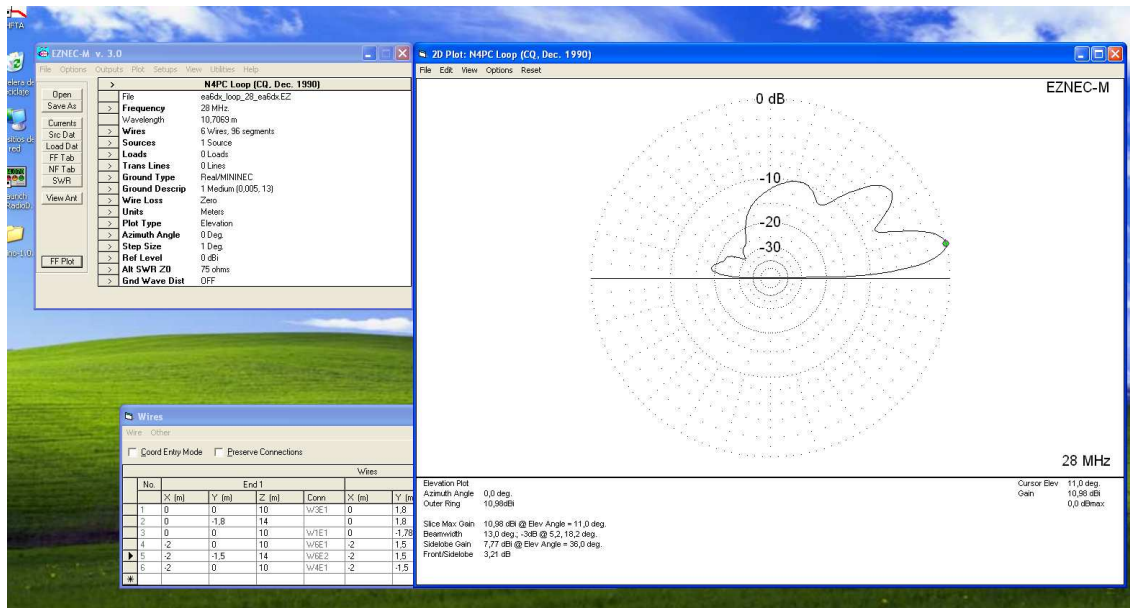 HFTA
EZNEC-M v. 3.0
File Options Outputs Plot Setups View Utilities Help
Open
Save As
Currents
Src Dat
Load Dat
FF Tab
NF Tab
SWR
View Ant
FF Plot
> N4PC Loop (CQ, Dec. 1990)
File ea6dx_loop_28_ea6dx.EZ
> Frequency 28 MHz.
Wavelength 10,7069 m
> Wires 6 Wires, 96 segments
> Sources 1 Source
> Loads 0 Loads
> Trans Lines 0 Lines
> Ground Type Real/MININEC
> Ground Descrip 1 Medium (0,005, 13)
> Wire Loss Zero
> Units Meters
> Plot Type Elevation
> Azimuth Angle 0 Deg.
> Step Size 1 Deg.
> Ref Level 0 dBi
> Alt SWR Z0 75 ohms
> Gnd Wave Dist OFF
Wires
Wire Other
Coord Entry Mode Preserve Connections
Wires
No. End 1
X (m) Y (m) Z (m) Conn X (m) Y (m
1 0 0 10 W3E1 0 1,8
2 0 -1,8 14 0 1,8
3 0 0 10 W1E1 0 -1,78
4 -2 0 10 W6E1 -2 1,5
5 -2 -1,5 14 W6E2 -2 1,5
6 -2 0 10 W4E1 -2 -1,5
*
2D Plot: N4PC Loop (CQ, Dec. 1990)
File Edit View Options Reset
EZNEC-M
0 dB
-10
-20
-30
28 MHz
Elevation Plot
Azimuth Angle 0,0 deg.
Outer Ring 10,98dBi
Slice Max Gain 10,98 dBi @ Elev Angle = 11,0 deg.
Beamwidth 13,0 deg.; -3dB @ 5,2, 18,2 deg.
Sidelobe Gain 7,77 dBi @ Elev Angle = 36,0 deg.
Front/Sidelobe 3,21 dB
Cursor Elev 11,0 deg.
Gain 10,98 dBi
0,0 dBmax